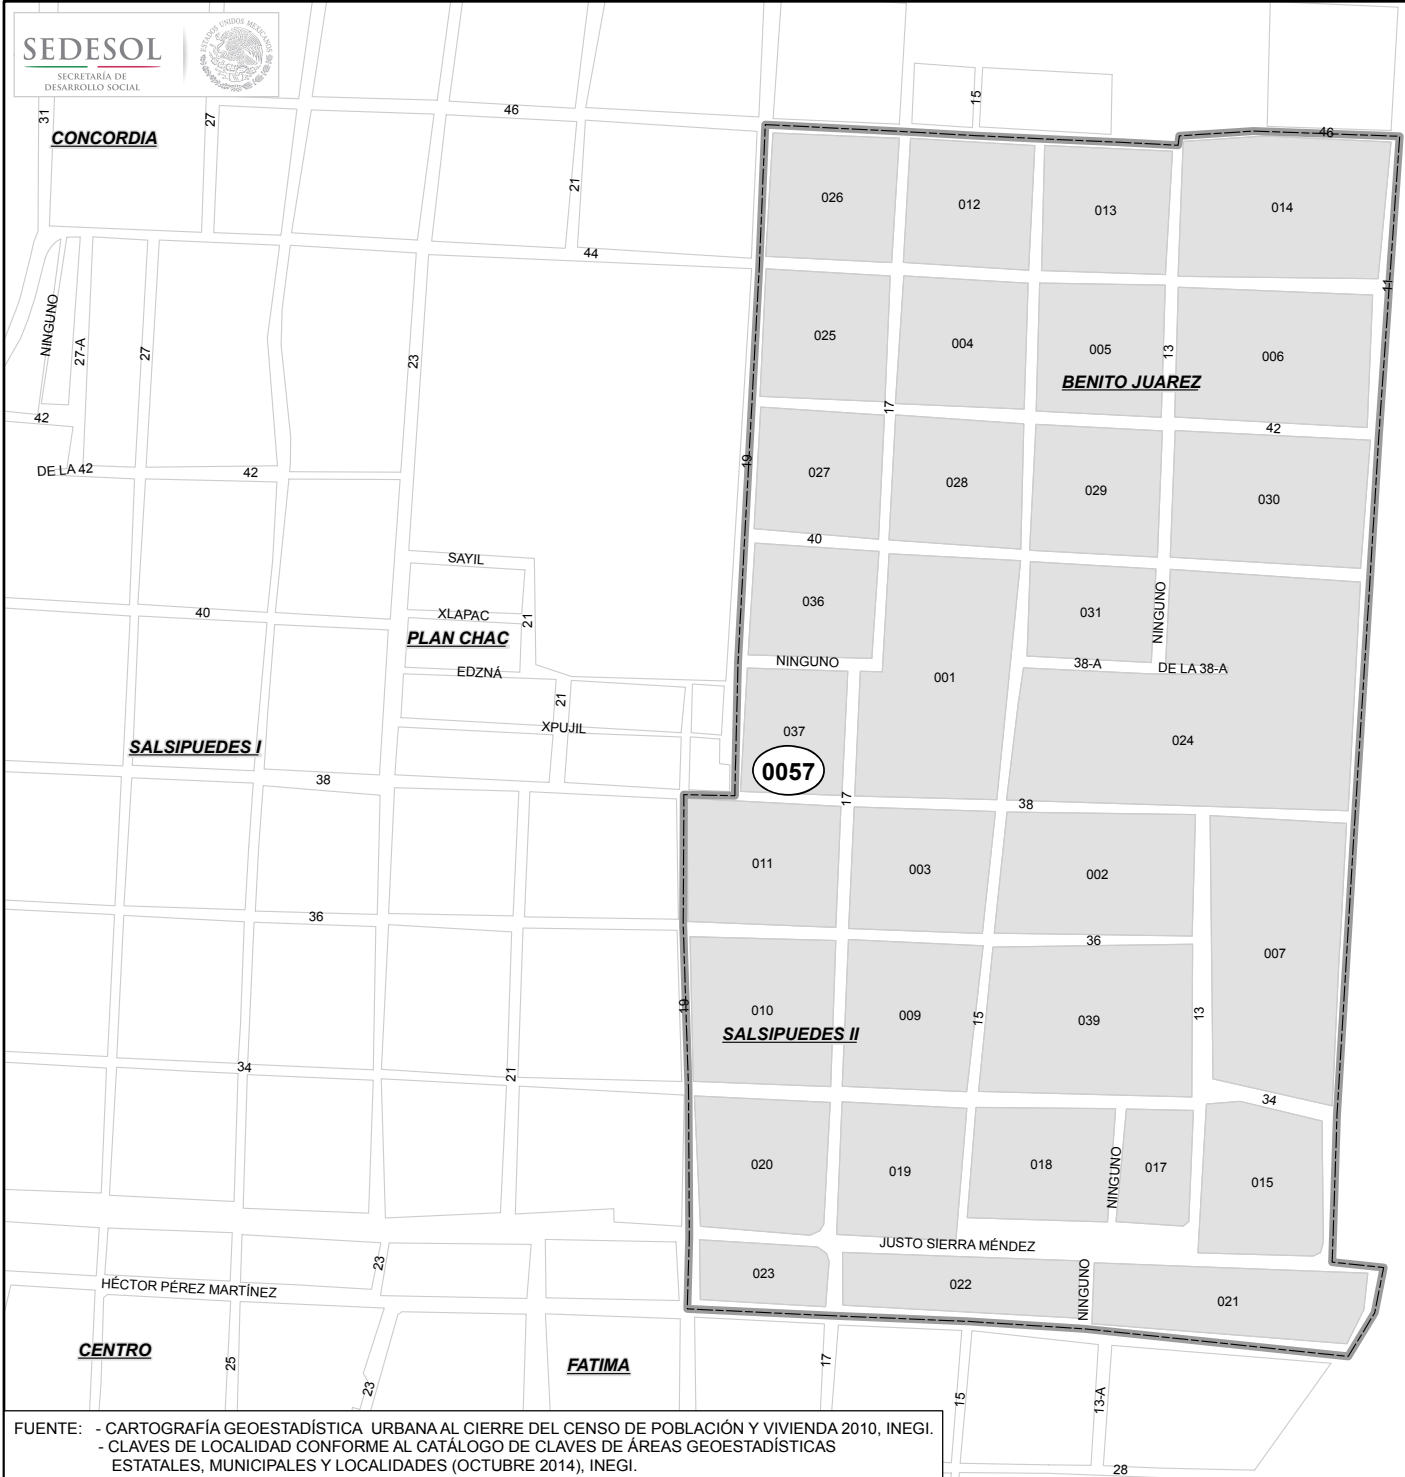 SEDESOL
SECRETARÍA DE
DESARROLLO SOCIAL
ESTADOS UNIDOS MEXICANOS
31
CONCORDIA
27
46
21
15
46
026
012
013
014
44
11
NINGUNO
27-A
27
23
025
004
005
13
006
BENITO JUAREZ
42
17
42
DE LA 42
42
19
027
028
029
030
40
SAYIL
036
NINGUNO
031
40
XLAPAC
21
PLAN CHAC
EDZNÁ
NINGUNO
38-A
DE LA 38-A
001
21
XPUJIL
037
024
SALSIPUEDES I
0057
38
17
38
011
003
002
36
36
007
19
010
009
15
039
13
SALSIPUEDES II
34
21
34
020
019
018
NINGUNO
017
015
JUSTO SIERRA MÉNDEZ
23
023
022
NINGUNO
021
HÉCTOR PÉREZ MARTÍNEZ
CENTRO
25
23
FATIMA
17
15
13-A
28
FUENTE: - CARTOGRAFÍA GEOESTADÍSTICA URBANA AL CIERRE DEL CENSO DE POBLACIÓN Y VIVIENDA 2010, INEGI.
- CLAVES DE LOCALIDAD CONFORME AL CATÁLOGO DE CLAVES DE ÁREAS GEOESTADÍSTICAS
ESTATALES, MUNICIPALES Y LOCALIDADES (OCTUBRE 2014), INEGI.